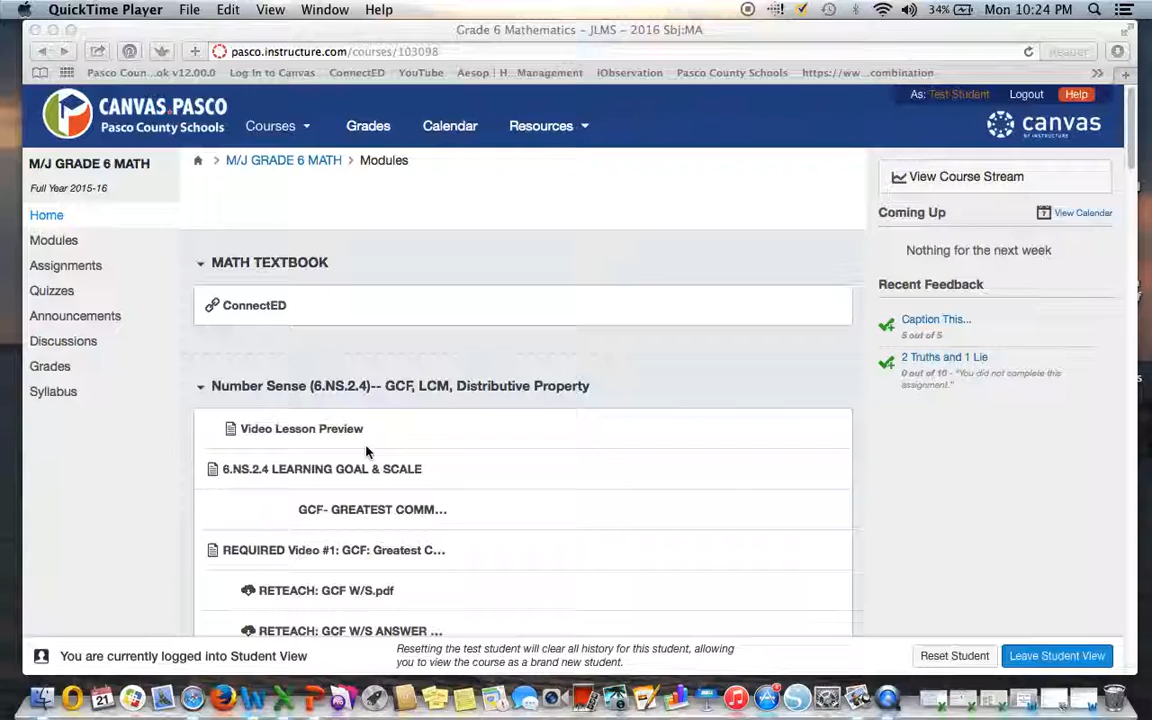 QuickTime Player File Edit View Window Help 34% Mon 10:24 PM
Grade 6 Mathematics – JLMS – 2016 Sbj:MA
pasco.instructure.com/courses/103098 Reader
Pasco Coun...ok v12.00.0 Log In to Canvas ConnectED YouTube Aesop | H... Management iObservation Pasco County Schools https://ww...combination
As: Test Student Logout Help
CANVAS.PASCO
Pasco County Schools
Courses Grades Calendar Resources
canvas
BY INSTRUCTURE
M/J GRADE 6 MATH
Full Year 2015-16
Home
Modules
Assignments
Quizzes
Announcements
Discussions
Grades
Syllabus
M/J GRADE 6 MATH > Modules
MATH TEXTBOOK
ConnectED
Number Sense (6.NS.2.4)-- GCF, LCM, Distributive Property
Video Lesson Preview
6.NS.2.4 LEARNING GOAL & SCALE
GCF- GREATEST COMM...
REQUIRED Video #1: GCF: Greatest C...
RETEACH: GCF W/S.pdf
RETEACH: GCF W/S ANSWER ...
View Course Stream
Coming Up View Calendar
Nothing for the next week
Recent Feedback
Caption This...
5 out of 5
2 Truths and 1 Lie
0 out of 10 - "You did not complete this
assignment."
You are currently logged into Student View
Resetting the test student will clear all history for this student, allowing
you to view the course as a brand new student.
Reset Student Leave Student View